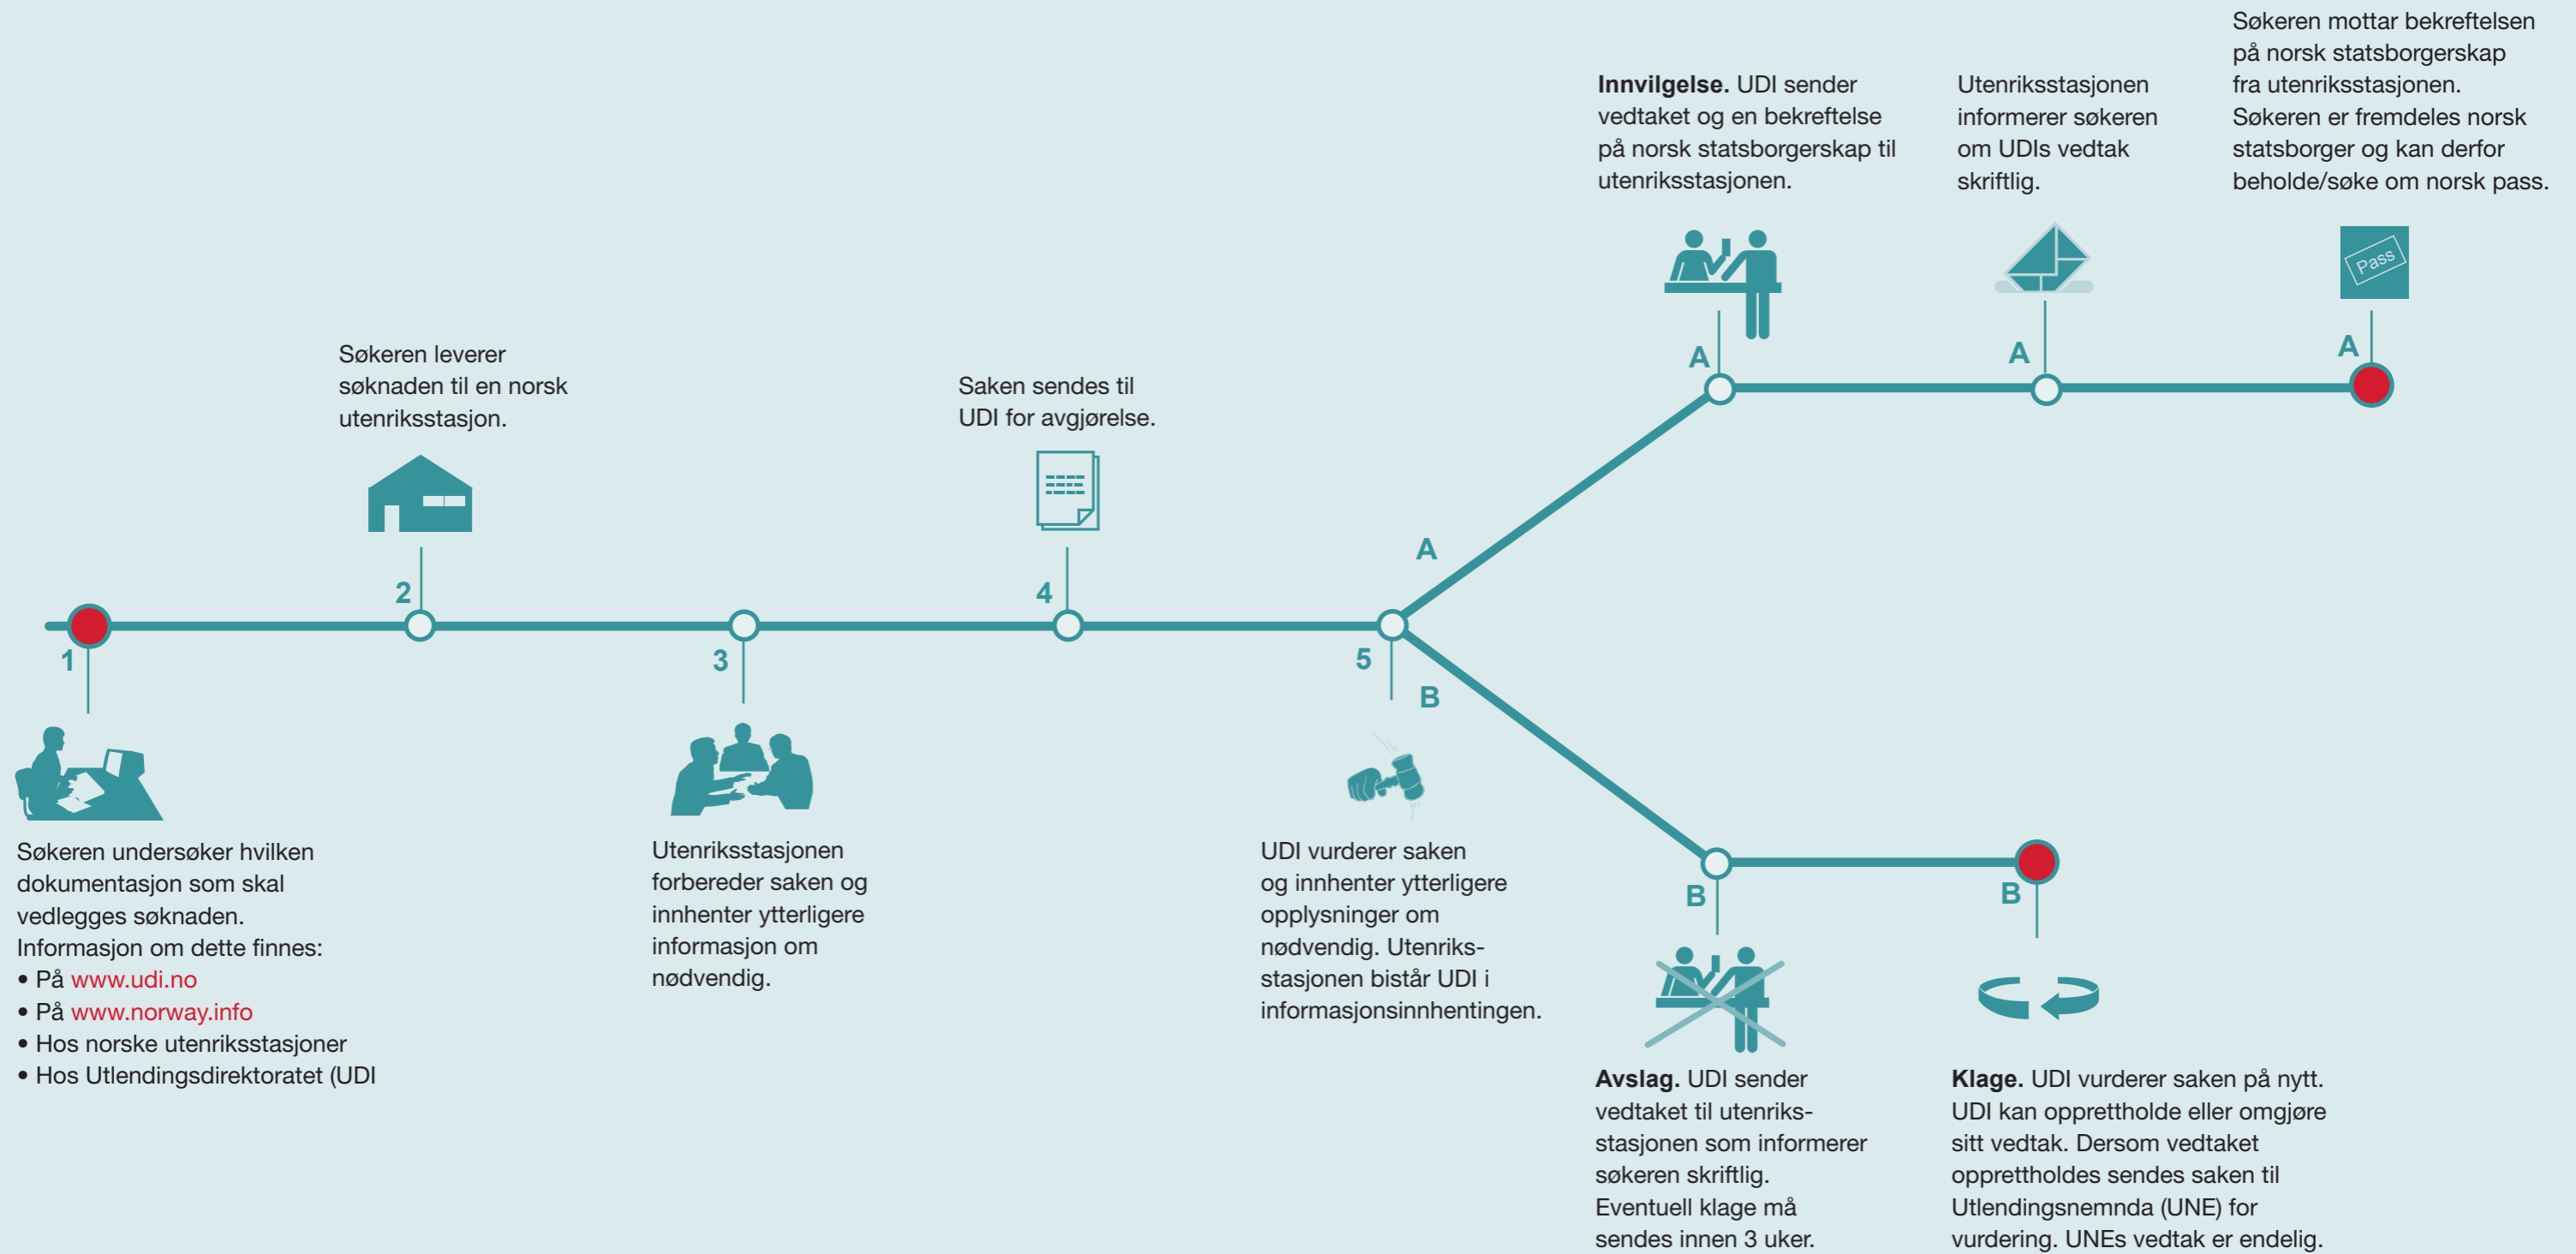 1
Søkeren undersøker hvilken
dokumentasjon som skal
vedlegges søknaden.
Informasjon om dette finnes:
• På www.udi.no
• På www.norway.info
• Hos norske utenriksstasjoner
• Hos Utlendingsdirektoratet (UDI
Søkeren leverer
søknaden til en norsk
utenriksstasjon.
2
3
Utenriksstasjonen
forbereder saken og
innhenter ytterligere
informasjon om
nødvendig.
Saken sendes til
UDI for avgjørelse.
4
5
UDI vurderer saken
og innhenter ytterligere
opplysninger om
nødvendig. Utenriks-
stasjonen bistår UDI i
informasjonsinnhentingen.
A
Innvilgelse. UDI sender
vedtaket og en bekreftelse
på norsk statsborgerskap til
utenriksstasjonen.
A
Utenriksstasjonen
informerer søkeren
om UDIs vedtak
skriftlig.
A
Søkeren mottar bekreftelsen
på norsk statsborgerskap
fra utenriksstasjonen.
Søkeren er fremdeles norsk
statsborger og kan derfor
beholde/søke om norsk pass.
Pass
A
B
B
Avslag. UDI sender
vedtaket til utenriks-
stasjonen som informerer
søkeren skriftlig.
Eventuell klage må
sendes innen 3 uker.
B
Klage. UDI vurderer saken på nytt.
UDI kan opprettholde eller omgjøre
sitt vedtak. Dersom vedtaket
opprettholdes sendes saken til
Utlendingsnemnda (UNE) for
vurdering. UNEs vedtak er endelig.